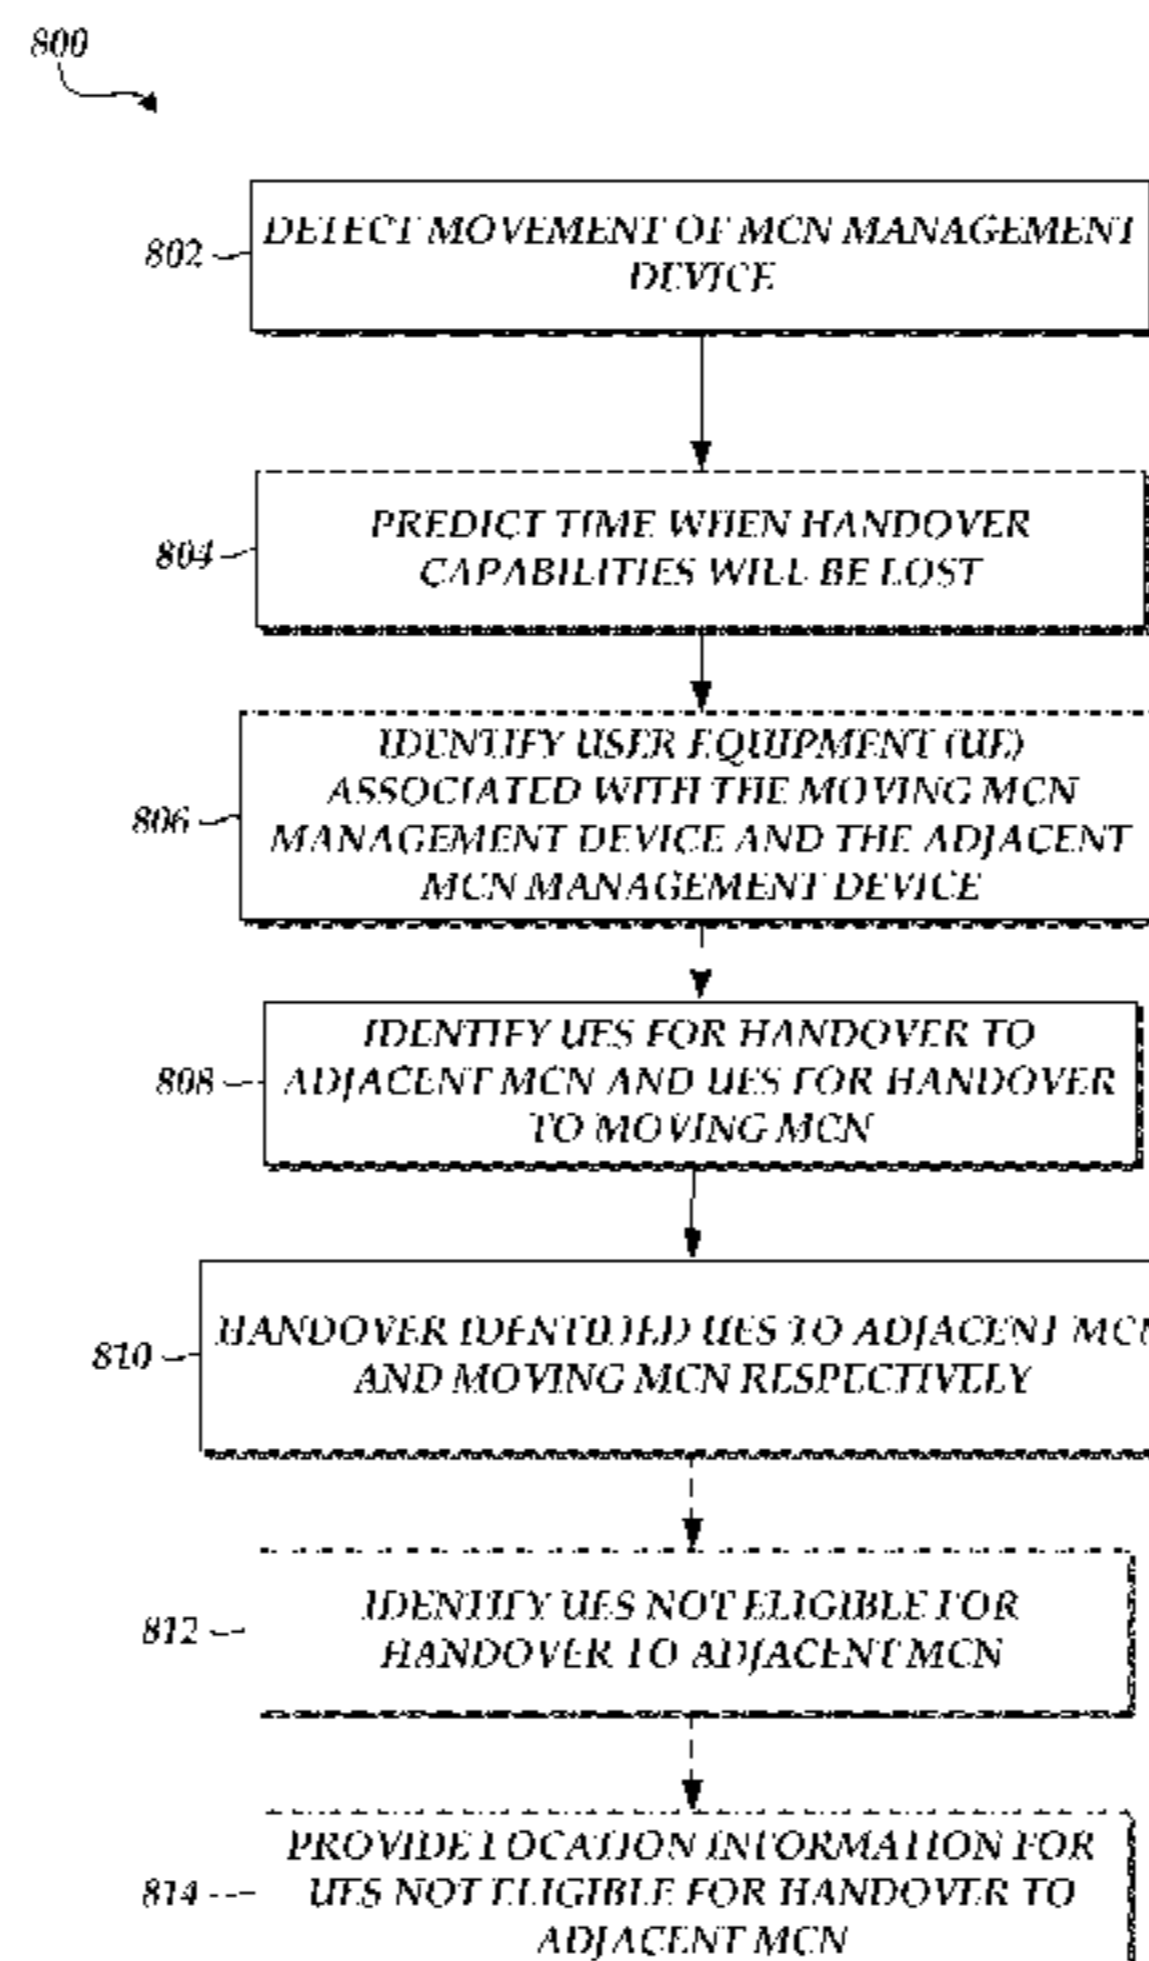 800
802
DETECT MOVEMENT OF MCN MANAGEMENT
DEVICE
804
PREDICT TIME WHEN HANDOVER
CAPABILITIES WILL BE LOST
806
IDENTIFY USER EQUIPMENT (UE)
ASSOCIATED WITH THE MOVING MCN
MANAGEMENT DEVICE AND THE ADJACENT
MCN MANAGEMENT DEVICE
808
IDENTIFY UES FOR HANDOVER TO
ADJACENT MCN AND UES FOR HANDOVER
TO MOVING MCN
810
HANDOVER IDENTIFIED UES TO ADJACENT MCN
AND MOVING MCN RESPECTIVELY
812
IDENTIFY UES NOT ELIGIBLE FOR
HANDOVER TO ADJACENT MCN
814
PROVIDE LOCATION INFORMATION FOR
UES NOT ELIGIBLE FOR HANDOVER TO
ADJACENT MCN